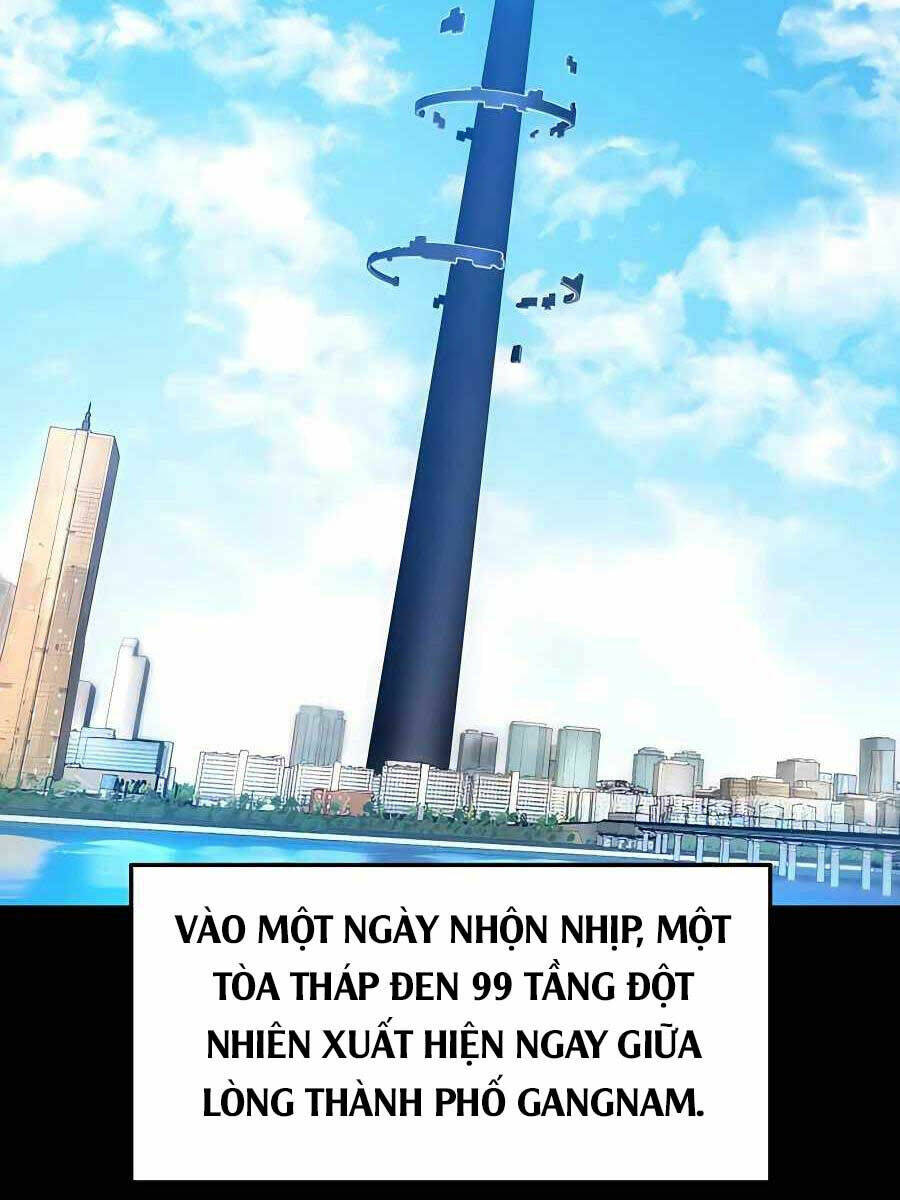 VÀO MỘT NGÀY NHỘN NHỊP, MỘT
TÒA THÁP ĐEN 99 TẦNG ĐỘT
NHIÊN XUẤT HIỆN NGAY GIỮA
LÒNG THÀNH PHỐ GANGNAM.